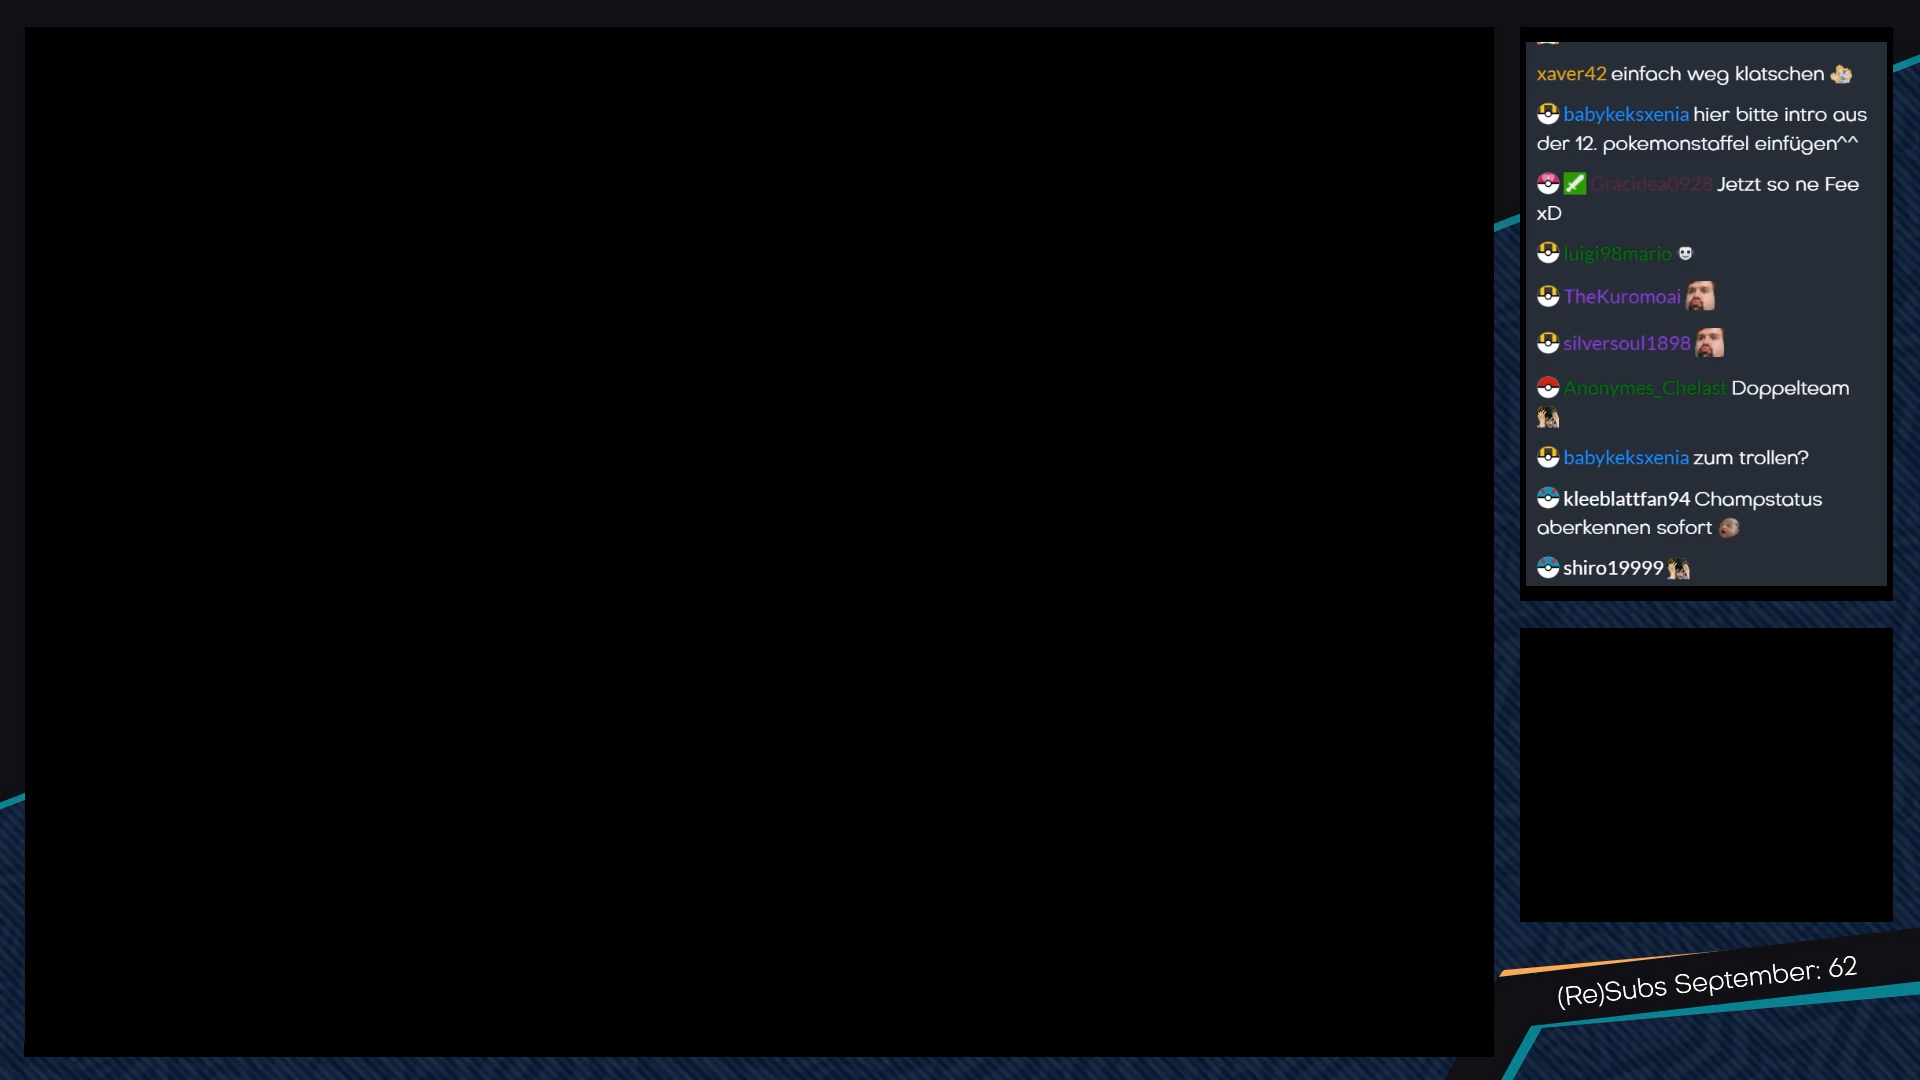 xaver42 einfach weg klatschen
babykeksxenia hier bitte intro aus
der 12. pokemonstaffel einfügen^^
Gracidea0928 Jetzt so ne Fee
xD
luigi98mario
TheKuromoai
silversoul1898
Anonymes_Chelast Doppelteam
babykeksxenia zum trollen?
kleeblattfan94 Champstatus
aberkennen sofort
shiro19999
(Re)Subs September: 62